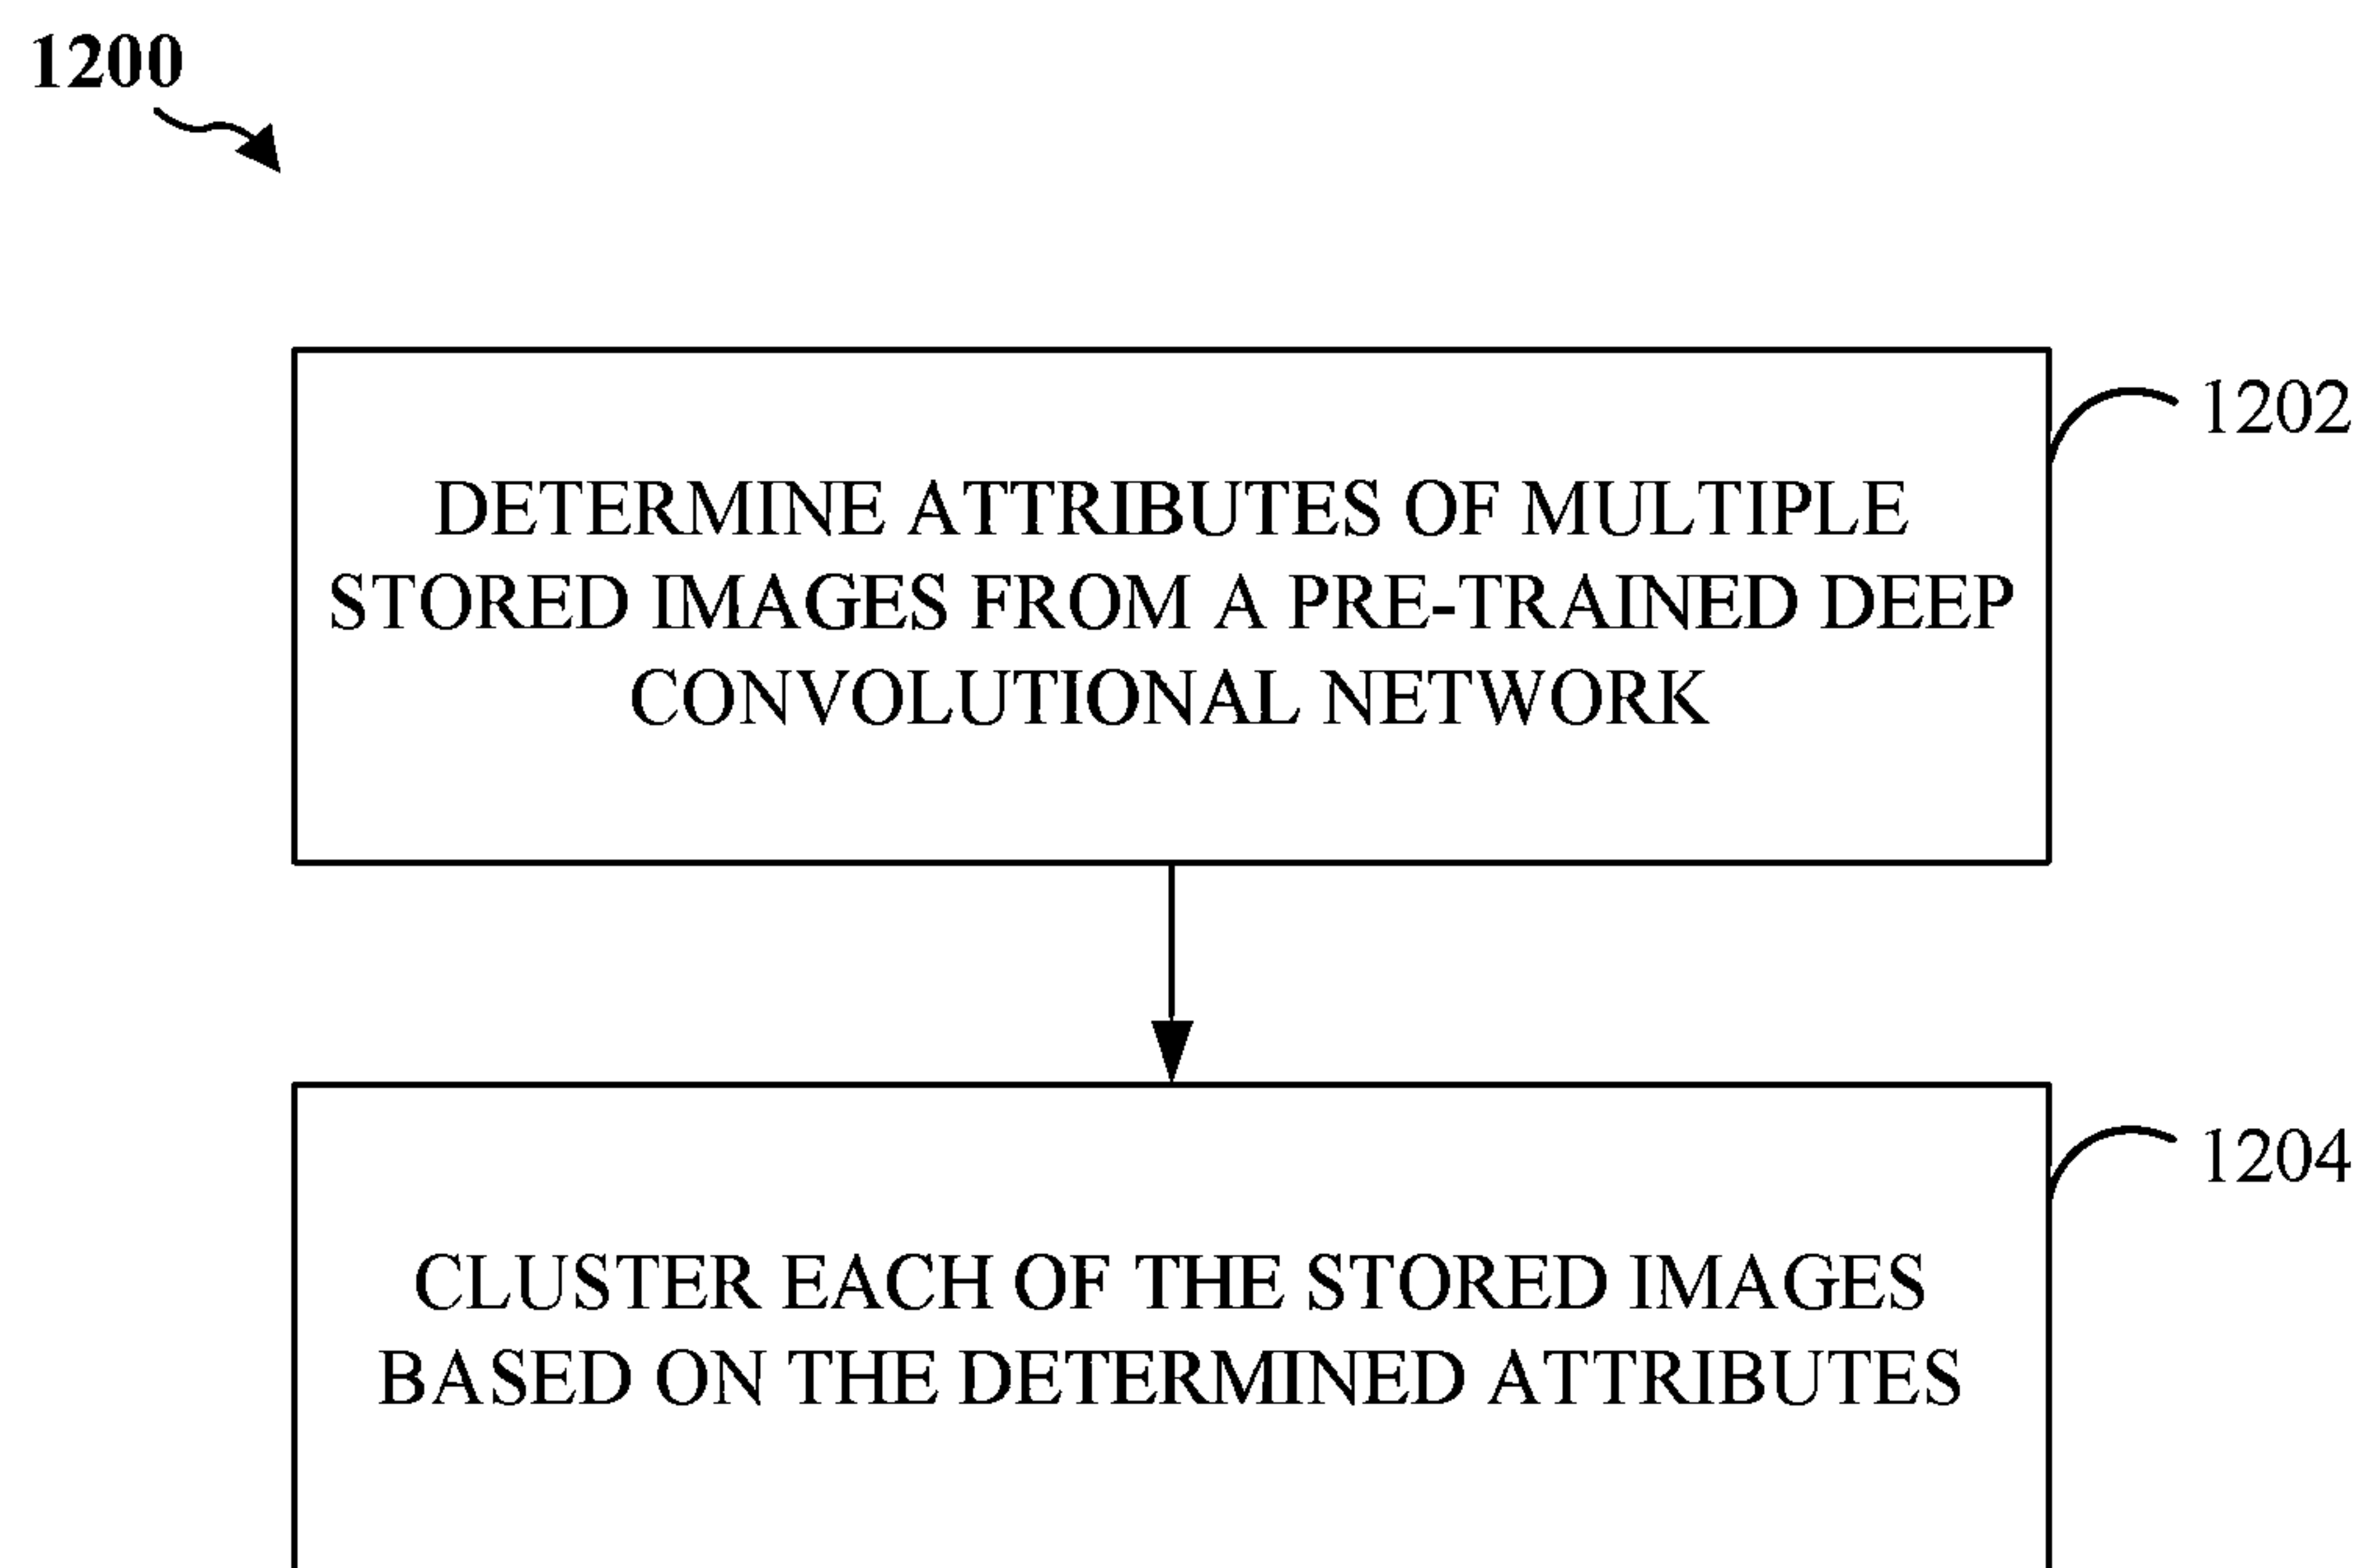 1200
1202
DETERMINE ATTRIBUTES OF MULTIPLE
STORED IMAGES FROM A PRE-TRAINED DEEP
CONVOLUTIONAL NETWORK
1204
CLUSTER EACH OF THE STORED IMAGES
BASED ON THE DETERMINED ATTRIBUTES